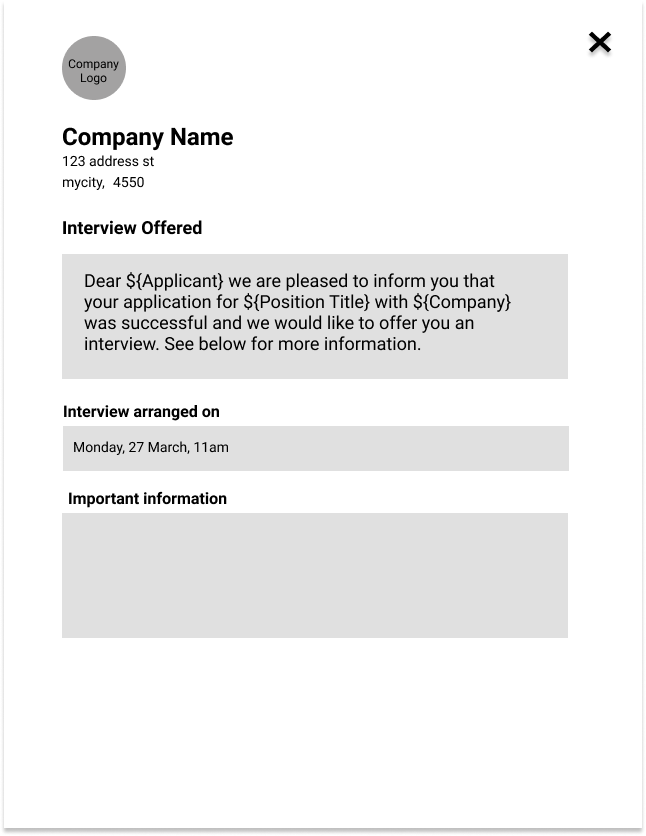 Company
Logo
Company Name
123 address st
mycity,  4550
Interview Offered
Dear ${Applicant} we are pleased to inform you that
your application for ${Position Title} with ${Company}
was successful and we would like to offer you an
interview. See below for more information.
Interview arranged on
Monday, 27 March, 11am
Important information